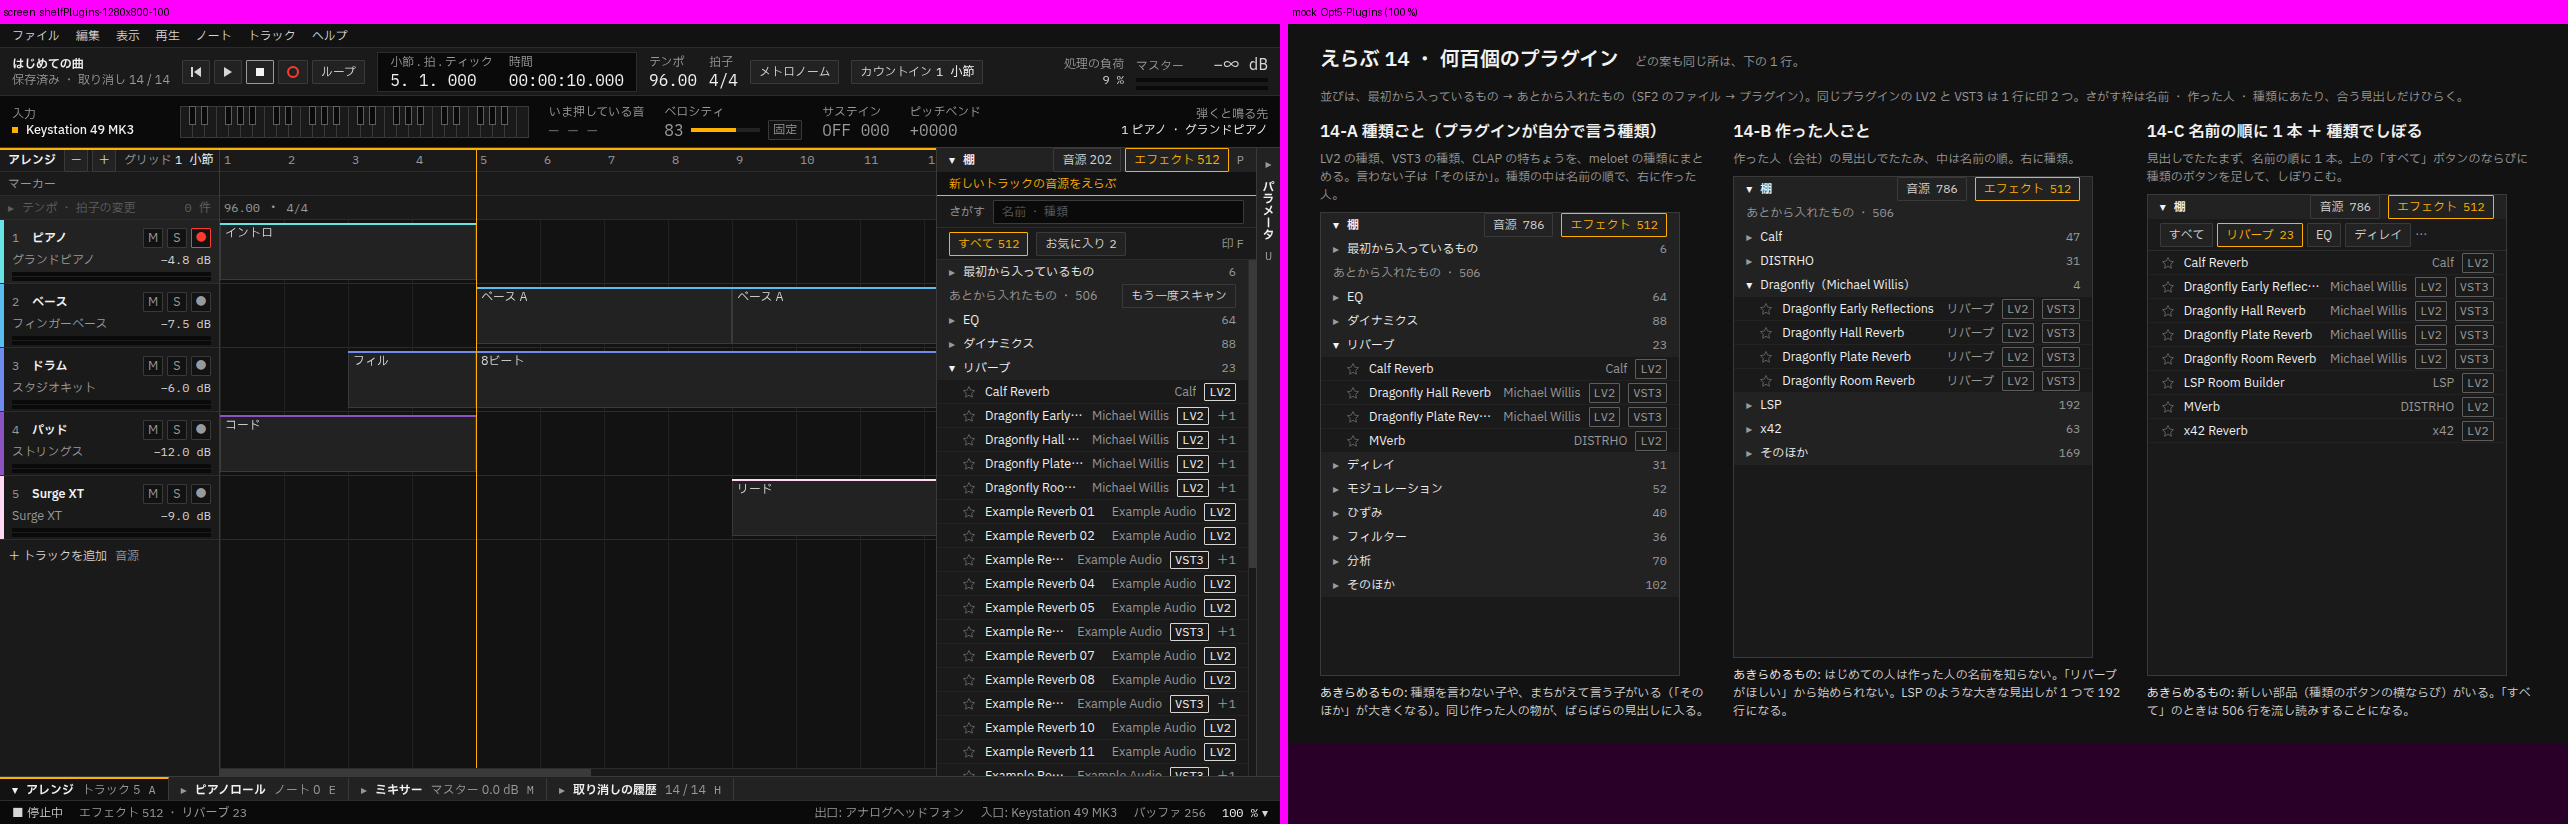 screen shelfPlugins-1280x800-100
ファイル 編集 表示 再生 ノート トラック ヘルプ
はじめての曲
保存済み ・ 取り消し 14 / 14
ループ
小節 . 拍 . ティック 時間
5. 1. 000 00:00:10.000
テンポ 拍子
96.00 4/4
メトロノーム
カウントイン 1 小節
処理の負荷
9 %
マスター −∞ dB
入力
Keystation 49 MK3
いま押している音
— — —
ベロシティ
83 固定
サステイン
OFF 000
ピッチベンド
+0000
弾くと鳴る先
1 ピアノ ・ グランドピアノ
アレンジ − ＋ グリッド 1 小節
1 2 3 4 5 6 7 8 9 10 11
マーカー
▸ テンポ ・ 拍子の変更 0 件
96.00 ・ 4/4
1 ピアノ M S
グランドピアノ −4.8 dB
2 ベース M S
フィンガーベース −7.5 dB
3 ドラム M S
スタジオキット −6.0 dB
4 パッド M S
ストリングス −12.0 dB
5 Surge XT M S
Surge XT −9.0 dB
＋ トラックを追加 音源
イントロ
ベース A
ベース A
フィル
8ビート
コード
リード
▾ 棚 音源 202 エフェクト 512 P
新しいトラックの音源をえらぶ
さがす 名前 ・ 種類
すべて 512 お気に入り 2 印 F
▸ 最初から入っているもの 6
あとから入れたもの ・ 506 もう一度スキャン
▸ EQ 64
▸ ダイナミクス 88
▾ リバーブ 23
☆ Calf Reverb Calf LV2
☆ Dragonfly Early⋯ Michael Willis LV2 ＋1
☆ Dragonfly Hall ⋯ Michael Willis LV2 ＋1
☆ Dragonfly Plate⋯ Michael Willis LV2 ＋1
☆ Dragonfly Roo⋯ Michael Willis LV2 ＋1
☆ Example Reverb 01 Example Audio LV2
☆ Example Reverb 02 Example Audio LV2
☆ Example Re⋯ Example Audio VST3 ＋1
☆ Example Reverb 04 Example Audio LV2
☆ Example Reverb 05 Example Audio LV2
☆ Example Re⋯ Example Audio VST3 ＋1
☆ Example Reverb 07 Example Audio LV2
☆ Example Reverb 08 Example Audio LV2
☆ Example Re⋯ Example Audio VST3 ＋1
☆ Example Reverb 10 Example Audio LV2
☆ Example Reverb 11 Example Audio LV2
☆ Example Re⋯ Example Audio VST3 ＋1
▸ パラメータ U
▾ アレンジ トラック 5 A
▸ ピアノロール ノート 0 E
▸ ミキサー マスター 0.0 dB M
▸ 取り消しの履歴 14 / 14 H
■ 停止中 エフェクト 512 ・ リバーブ 23
出口: アナログヘッドフォン 入口: Keystation 49 MK3 バッファ 256 100 % ▾
mock Opt5-Plugins (100 %)
えらぶ 14 ・ 何百個のプラグイン どの案も同じ所は、下の 1 行。
並びは、最初から入っているもの → あとから入れたもの（SF2 のファイル → プラグイン）。同じプラグインの LV2 と VST3 は 1 行に印 2 つ。さがす枠は名前 ・ 作った人 ・ 種類にあたり、合う見出しだけひらく。
14-A 種類ごと（プラグインが自分で言う種類）
LV2 の種類、VST3 の種類、CLAP の特ちょうを、meloet の種類にまと
める。言わない子は「そのほか」。種類の中は名前の順で、右に作った
人。
▾ 棚 音源 786 エフェクト 512
▸ 最初から入っているもの 6
あとから入れたもの ・ 506
▸ EQ 64
▸ ダイナミクス 88
▾ リバーブ 23
☆ Calf Reverb Calf LV2
☆ Dragonfly Hall Reverb Michael Willis LV2 VST3
☆ Dragonfly Plate Rev⋯ Michael Willis LV2 VST3
☆ MVerb DISTRHO LV2
▸ ディレイ 31
▸ モジュレーション 52
▸ ひずみ 40
▸ フィルター 36
▸ 分析 70
▸ そのほか 102
あきらめるもの: 種類を言わない子や、まちがえて言う子がいる（「その
ほか」が大きくなる）。同じ作った人の物が、ばらばらの見出しに入る。
14-B 作った人ごと
作った人（会社）の見出しでたたみ、中は名前の順。右に種類。
▾ 棚 音源 786 エフェクト 512
あとから入れたもの ・ 506
▸ Calf 47
▸ DISTRHO 31
▾ Dragonfly（Michael Willis） 4
☆ Dragonfly Early Reflections リバーブ LV2 VST3
☆ Dragonfly Hall Reverb リバーブ LV2 VST3
☆ Dragonfly Plate Reverb リバーブ LV2 VST3
☆ Dragonfly Room Reverb リバーブ LV2 VST3
▸ LSP 192
▸ x42 63
▸ そのほか 169
あきらめるもの: はじめての人は作った人の名前を知らない。「リバーブ
がほしい」から始められない。LSP のような大きな見出しが 1 つで 192
行になる。
14-C 名前の順に 1 本 ＋ 種類でしぼる
見出しでたたまず、名前の順に 1 本。上の「すべて」ボタンのならびに
種類のボタンを足して、しぼりこむ。
▾ 棚 音源 786 エフェクト 512
すべて リバーブ 23 EQ ディレイ ⋯
☆ Calf Reverb Calf LV2
☆ Dragonfly Early Reflec⋯ Michael Willis LV2 VST3
☆ Dragonfly Hall Reverb Michael Willis LV2 VST3
☆ Dragonfly Plate Reverb Michael Willis LV2 VST3
☆ Dragonfly Room Reverb Michael Willis LV2 VST3
☆ LSP Room Builder LSP LV2
☆ MVerb DISTRHO LV2
☆ x42 Reverb x42 LV2
あきらめるもの: 新しい部品（種類のボタンの横ならび）がいる。「すべ
て」のときは 506 行を流し読みすることになる。